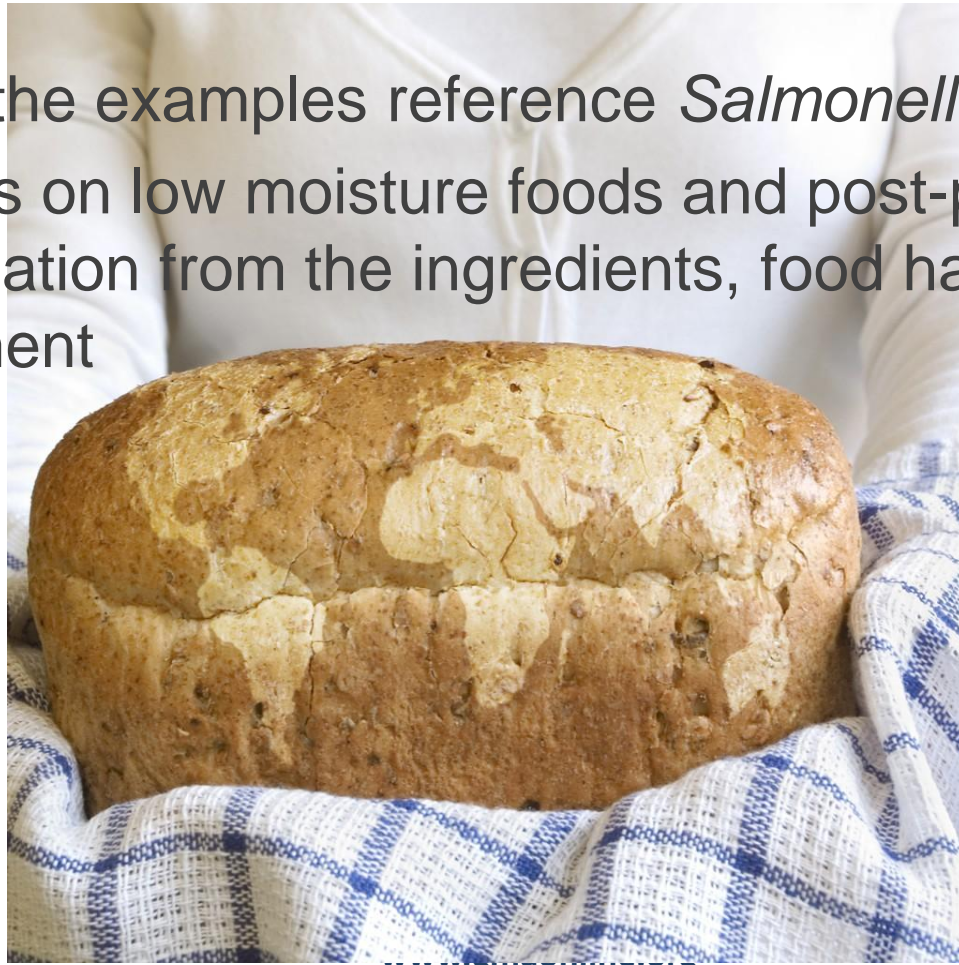 the examples reference Salmonell
s on low moisture foods and post-p
ation from the ingredients, food ha
ent